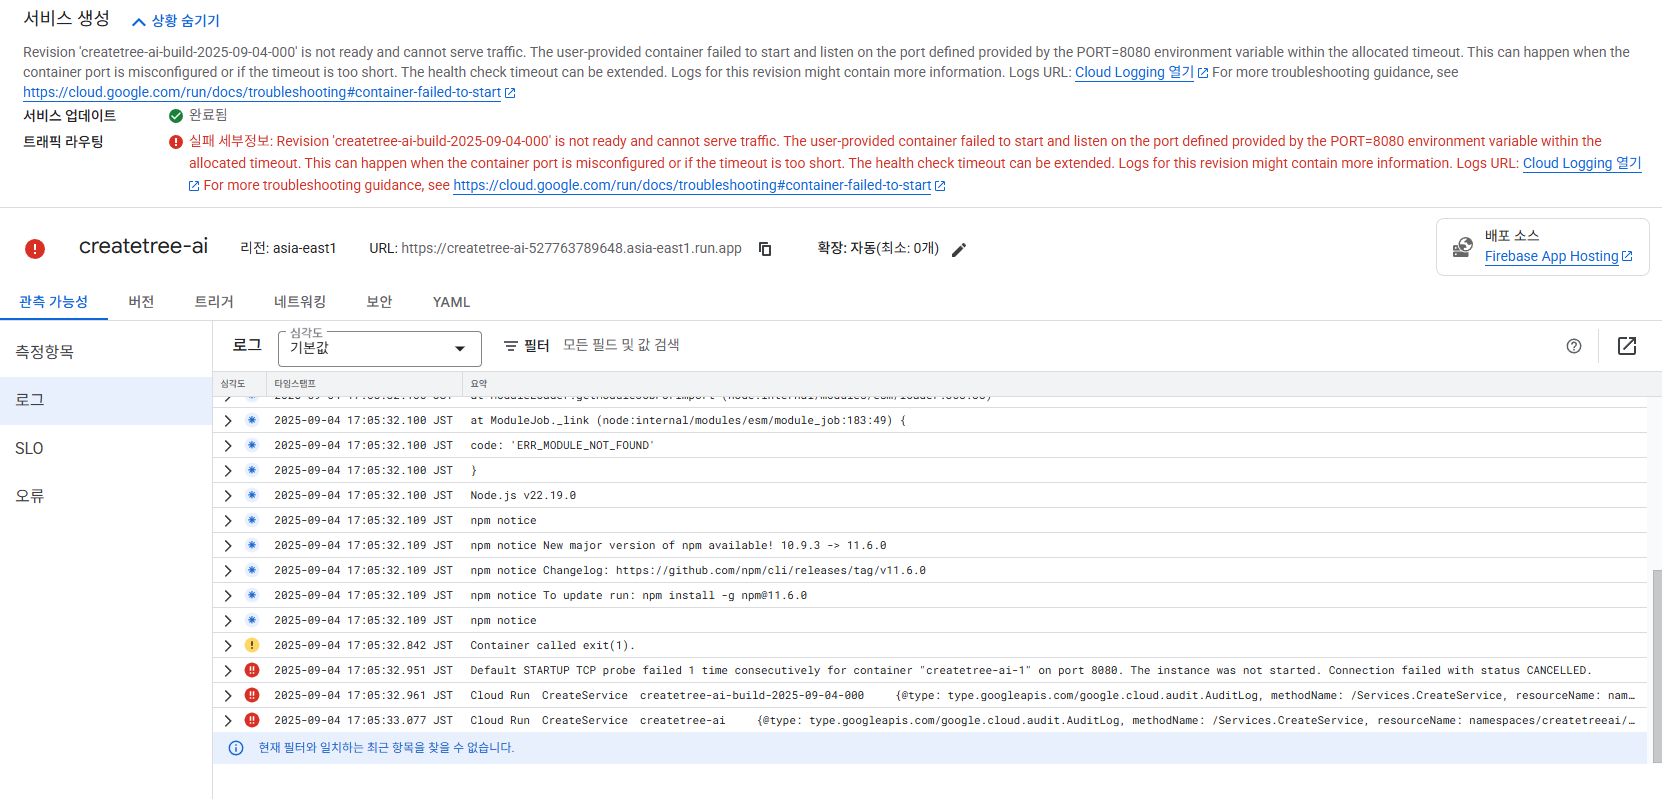 서비스 생성 상황 숨기기
Revision 'createtree-ai-build-2025-09-04-000' is not ready and cannot serve traffic. The user-provided container failed to start and listen on the port defined provided by the PORT=8080 environment variable within the allocated timeout. This can happen when the
container port is misconfigured or if the timeout is too short. The health check timeout can be extended. Logs for this revision might contain more information. Logs URL: Cloud Logging 열기 For more troubleshooting guidance, see
https://cloud.google.com/run/docs/troubleshooting#container-failed-to-start
서비스 업데이트 완료됨
트래픽 라우팅 실패 세부정보: Revision 'createtree-ai-build-2025-09-04-000' is not ready and cannot serve traffic. The user-provided container failed to start and listen on the port defined provided by the PORT=8080 environment variable within the
allocated timeout. This can happen when the container port is misconfigured or if the timeout is too short. The health check timeout can be extended. Logs for this revision might contain more information. Logs URL: Cloud Logging 열기
For more troubleshooting guidance, see https://cloud.google.com/run/docs/troubleshooting#container-failed-to-start
createtree-ai 리전: asia-east1 URL: https://createtree-ai-527763789648.asia-east1.run.app 확장: 자동(최소: 0개)
배포 소스
Firebase App Hosting
관측 가능성 버전 트리거 네트워킹 보안 YAML
측정항목
로그
SLO
오류
로그 심각도 기본값 필터 모든 필드 및 값 검색
심각도 타임스탬프 요약
2025-09-04 17:05:32.100 JST at ModuleJob._link (node:internal/modules/esm/module_job:183:49) {
2025-09-04 17:05:32.100 JST code: 'ERR_MODULE_NOT_FOUND'
2025-09-04 17:05:32.100 JST }
2025-09-04 17:05:32.100 JST Node.js v22.19.0
2025-09-04 17:05:32.109 JST npm notice
2025-09-04 17:05:32.109 JST npm notice New major version of npm available! 10.9.3 -> 11.6.0
2025-09-04 17:05:32.109 JST npm notice Changelog: https://github.com/npm/cli/releases/tag/v11.6.0
2025-09-04 17:05:32.109 JST npm notice To update run: npm install -g npm@11.6.0
2025-09-04 17:05:32.109 JST npm notice
2025-09-04 17:05:32.842 JST Container called exit(1).
2025-09-04 17:05:32.951 JST Default STARTUP TCP probe failed 1 time consecutively for container "createtree-ai-1" on port 8080. The instance was not started. Connection failed with status CANCELLED.
2025-09-04 17:05:32.961 JST Cloud Run CreateService createtree-ai-build-2025-09-04-000 {@type: type.googleapis.com/google.cloud.audit.AuditLog, methodName: /Services.CreateService, resourceName: nam…
2025-09-04 17:05:33.077 JST Cloud Run CreateService createtree-ai {@type: type.googleapis.com/google.cloud.audit.AuditLog, methodName: /Services.CreateService, resourceName: namespaces/createtreeai/…
현재 필터와 일치하는 최근 항목을 찾을 수 없습니다.